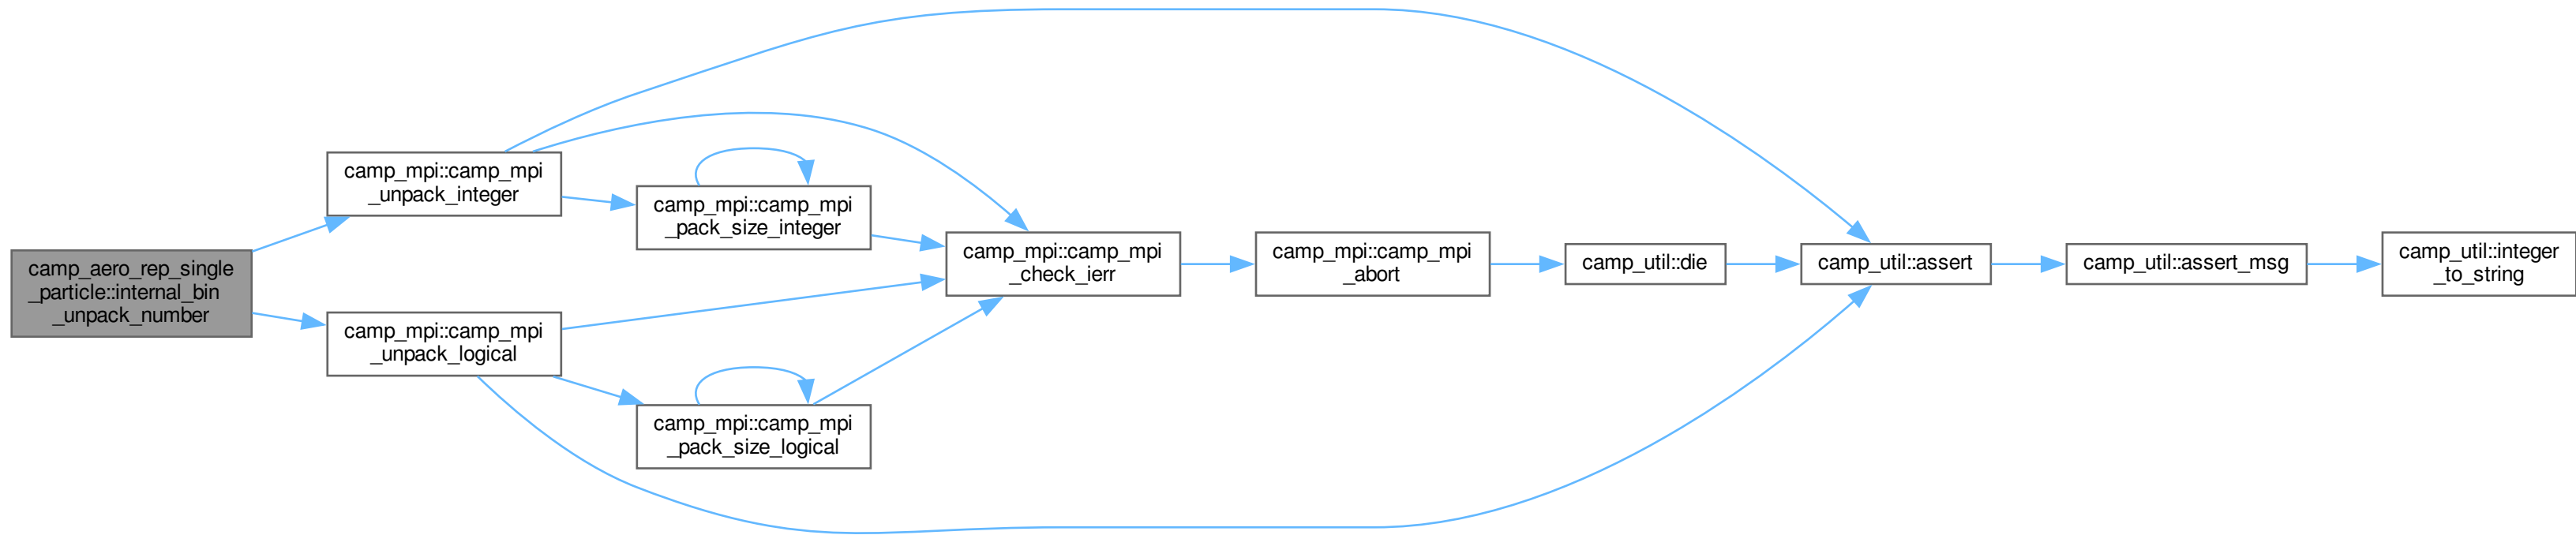 camp_aero_rep_single
_particle::internal_bin
_unpack_number
camp_mpi::camp_mpi
_unpack_integer
camp_mpi::camp_mpi
_unpack_logical
camp_mpi::camp_mpi
_pack_size_integer
camp_mpi::camp_mpi
_pack_size_logical
camp_mpi::camp_mpi
_check_ierr
camp_mpi::camp_mpi
_abort
camp_util::die
camp_util::assert
camp_util::assert_msg
camp_util::integer
_to_string